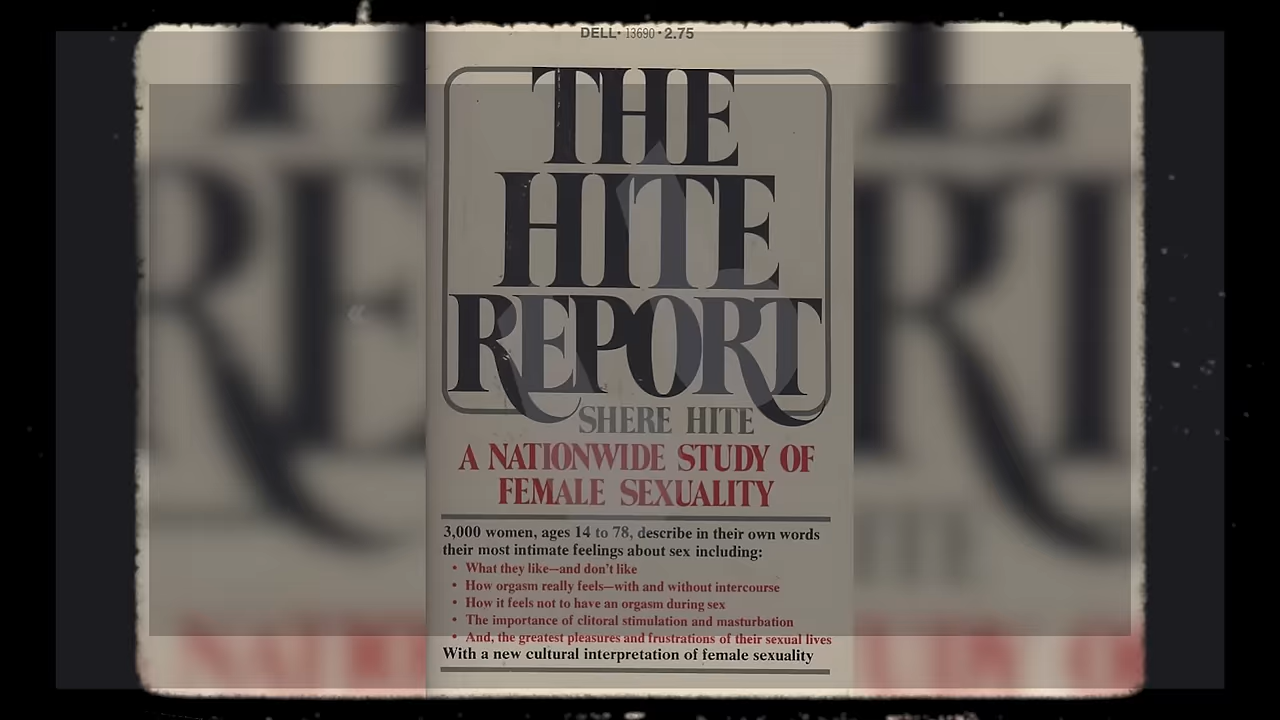 DELL • 13690 • 2.75
THE
HITE
REPORT
SHERE HITE
A NATIONWIDE STUDY OF
FEMALE SEXUALITY
3,000 women, ages 14 to 78, describe in their own words
their most intimate feelings about sex including:
• What they like—and don't like
• How orgasm really feels—with and without intercourse
• How it feels not to have an orgasm during sex
• The importance of clitoral stimulation and masturbation
• And, the greatest pleasures and frustrations of their sexual lives
With a new cultural interpretation of female sexuality